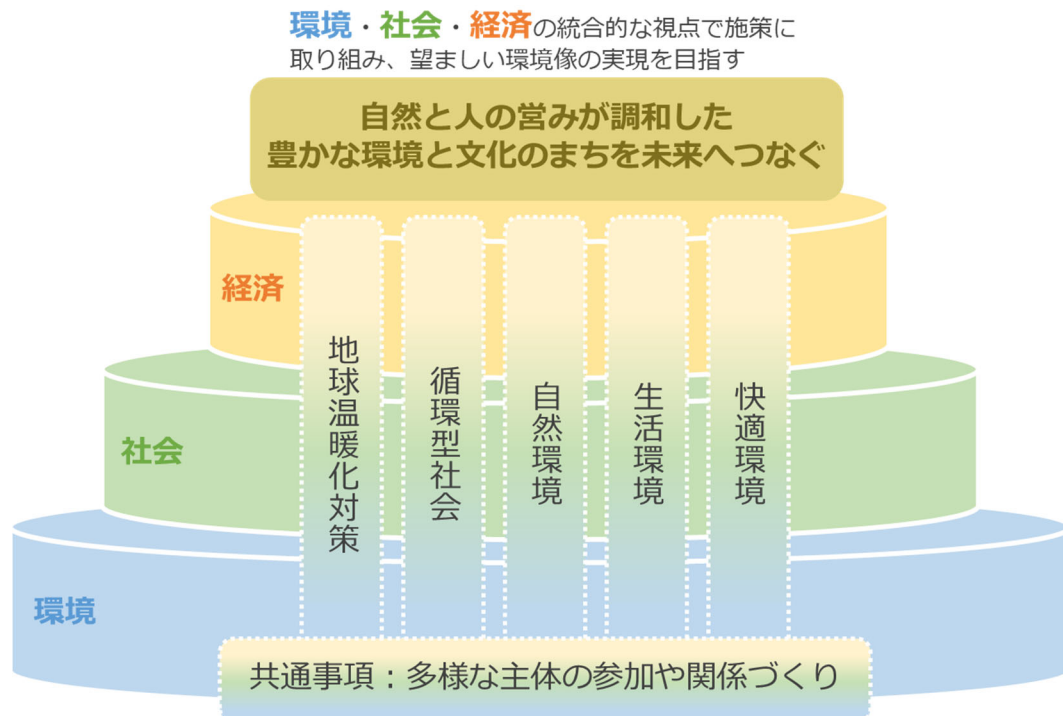 環境・社会・経済の統合的な視点で施策に
取り組み、望ましい環境像の実現を目指す
自然と人の営みが調和した
豊かな環境と文化のまちを未来へつなぐ
経済
社会
環境
地球温暖化対策
循環型社会
自然環境
生活環境
快適環境
共通事項：多様な主体の参加や関係づくり